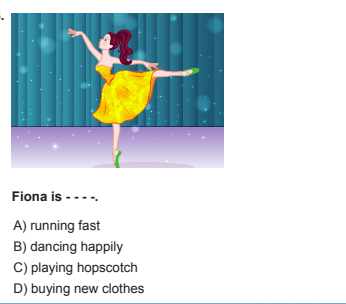 Fiona is - - - -.
A) running fast
B) dancing happily
C) playing hopscotch
D) buying new clothes